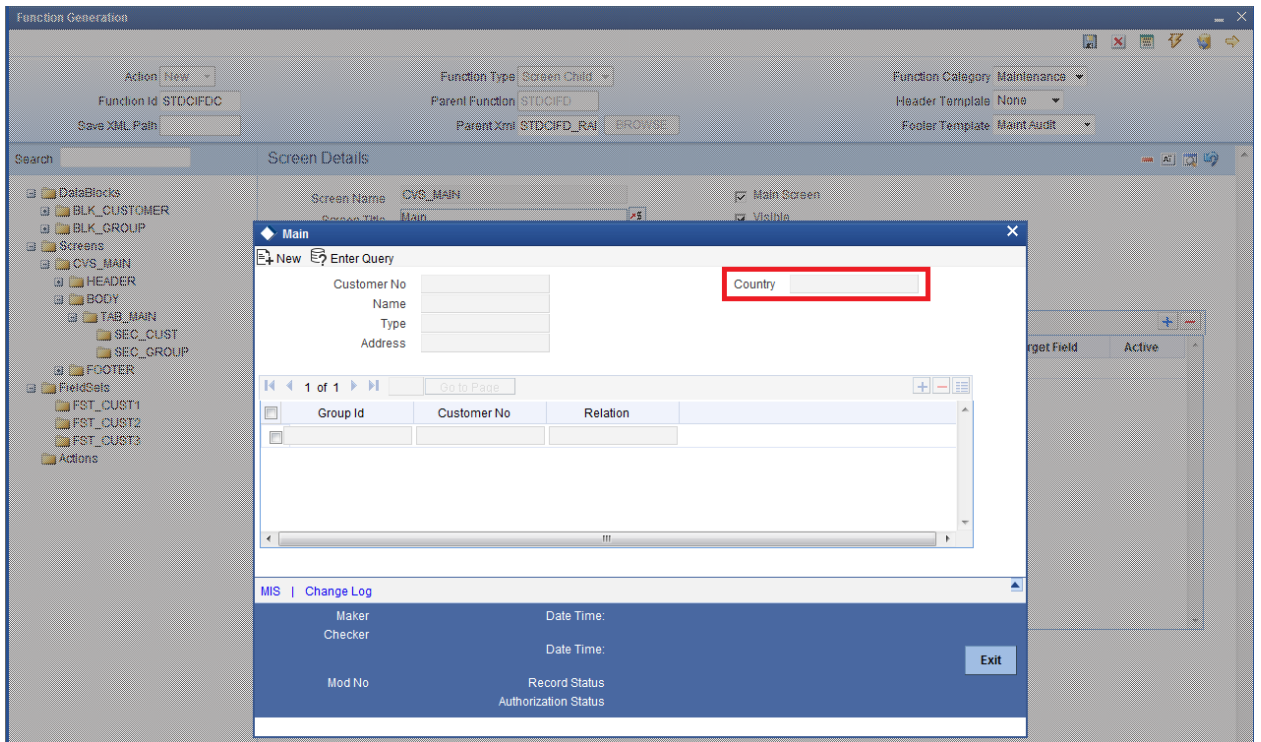 Function Generation
Action New
Function Type Screen Child
Function Category Maintenance
Function Id STDCIFDC
Parent Function STDCIFD
Header Template None
Save XML Path
Parent Xml STDCIFD_RAI BROWSE
Footer Template Maint Audit
Search
Screen Details
DataBlocks
BLK_CUSTOMER
BLK_GROUP
Screens
CVS_MAIN
HEADER
BODY
TAB_MAIN
SEC_CUST
SEC_GROUP
FOOTER
FieldSets
FST_CUST1
FST_CUST2
FST_CUST3
Actions
Screen Name CVS_MAIN
Main Screen
Screen Title Main
Visible
Main
New Enter Query
Customer No
Country
Name
Type
Address
1 of 1 Go to Page
Group Id Customer No Relation
rget Field Active
MIS | Change Log
Maker Date Time:
Checker
Date Time:
Exit
Mod No Record Status
Authorization Status